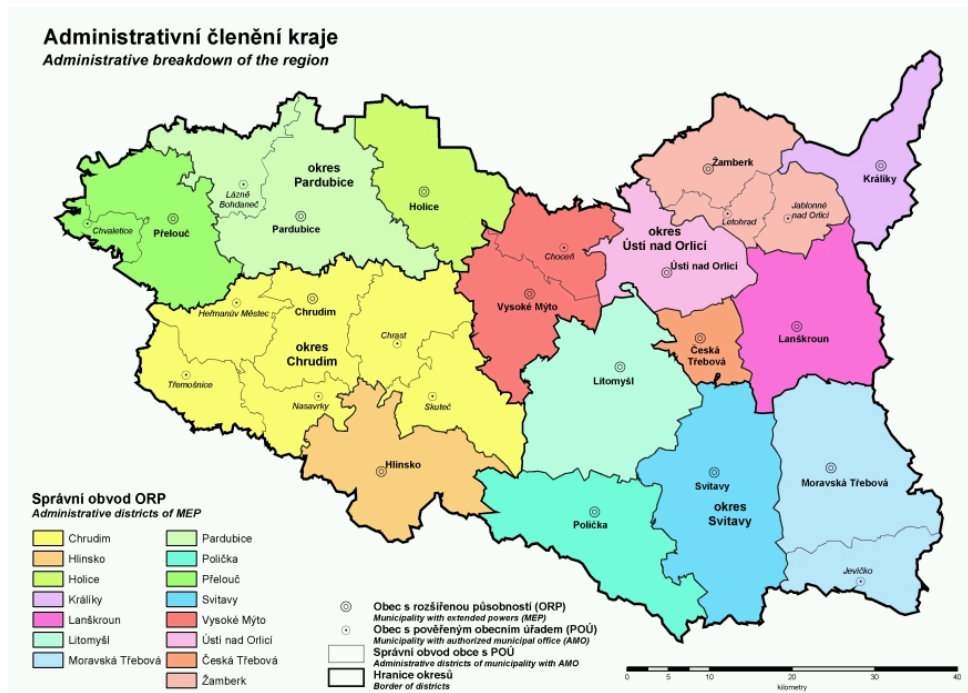 Administrativní členění kraje
Administrative breakdown of the region
Králíky
Žamberk
Jablonné
nad Orlicí
Letohrad
okres
Pardubice
Lázně
Bohdaneč
Holice
Pardubice
Chvaletice
Přelouč
okres
Ústí nad Orlicí
Choceň
Ústí nad Orlicí
Vysoké Mýto
Heřmanův Městec
Chrudim
okres
Chrudim
Chrast
Česká
Třebová
Lanškroun
Litomyšl
Třemošnice
Nasavrky
Skuteč
Hlinsko
Svitavy
Moravská Třebová
okres
Svitavy
Polička
Jevíčko
Správní obvod ORP
Administrative districts of MEP
Chrudim
Hlinsko
Holice
Králíky
Lanškroun
Litomyšl
Moravská Třebová
Pardubice
Polička
Přelouč
Svitavy
Vysoké Mýto
Ústí nad Orlicí
Česká Třebová
Žamberk
Obec s rozšířenou působností (ORP)
Municipality with extended powers (MEP)
Obec s pověřeným obecním úřadem (POÚ)
Municipality with authorized municipal office (AMO)
Správní obvod obce s POÚ
Administrative districts of municipality with AMO
Hranice okresů
Border of districts
0 5 10 20 30 40
kilometry